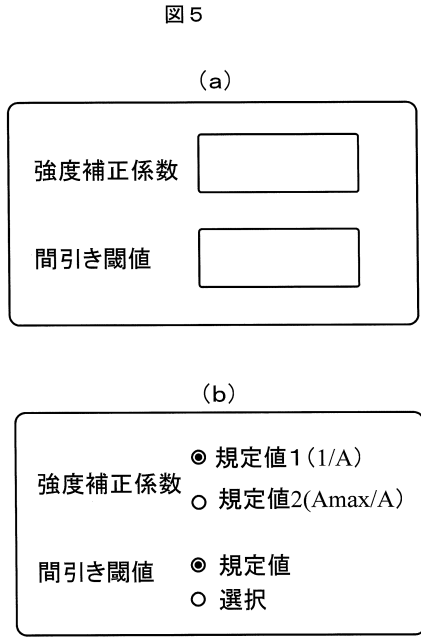 図5
(a)
強度補正係数
間引き閾値
(b)
強度補正係数
規定値1(1/A)
規定値2(Amax/A)
間引き閾値
規定値
選択